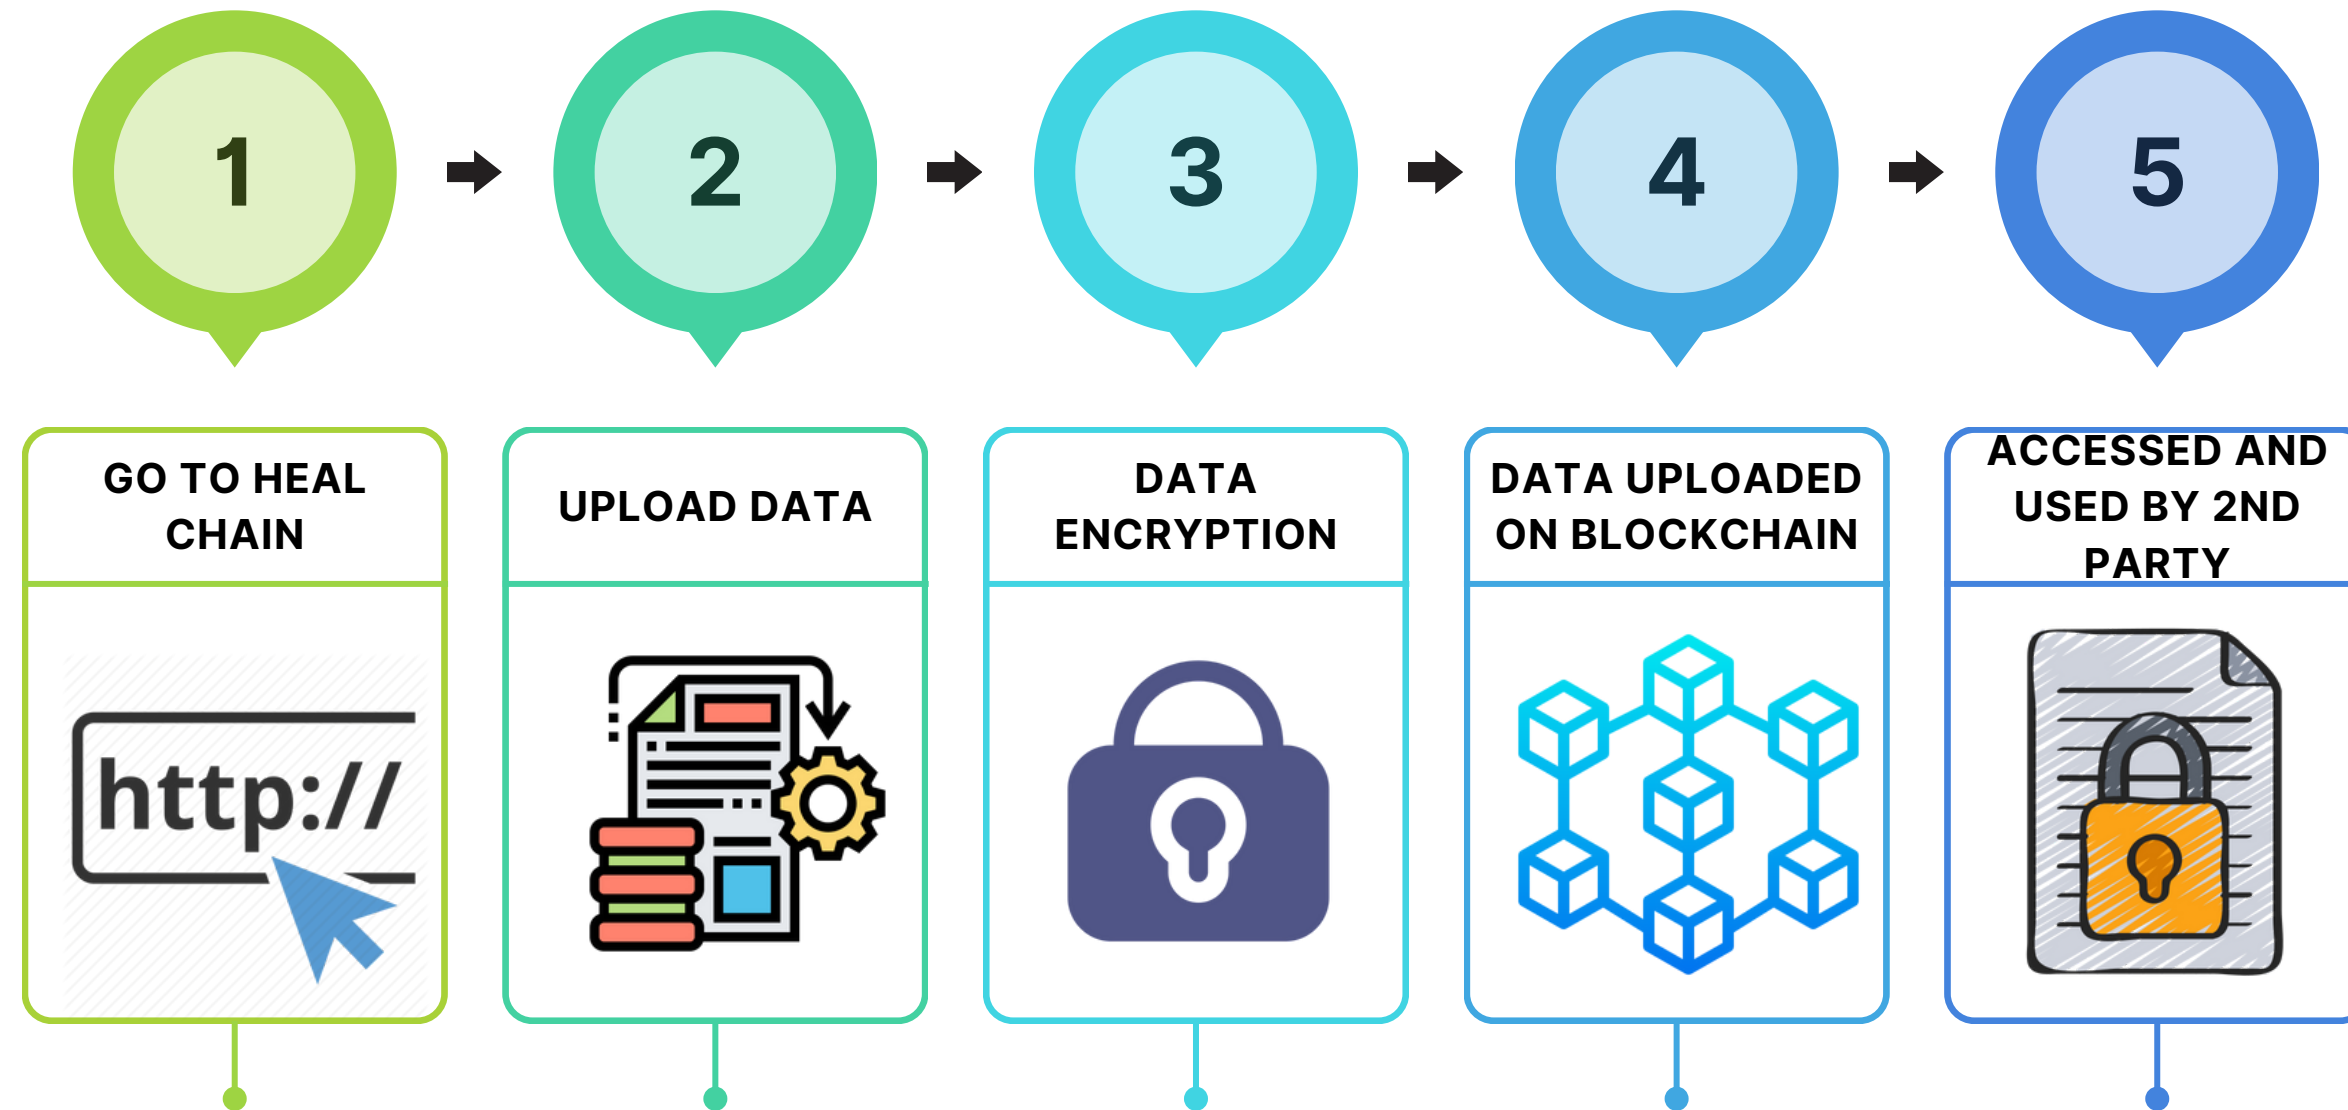 1
2
3
4
5
GO TO HEAL
CHAIN
UPLOAD DATA
DATA
ENCRYPTION
DATA UPLOADED
ON BLOCKCHAIN
ACCESSED AND
USED BY 2ND
PARTY
http://